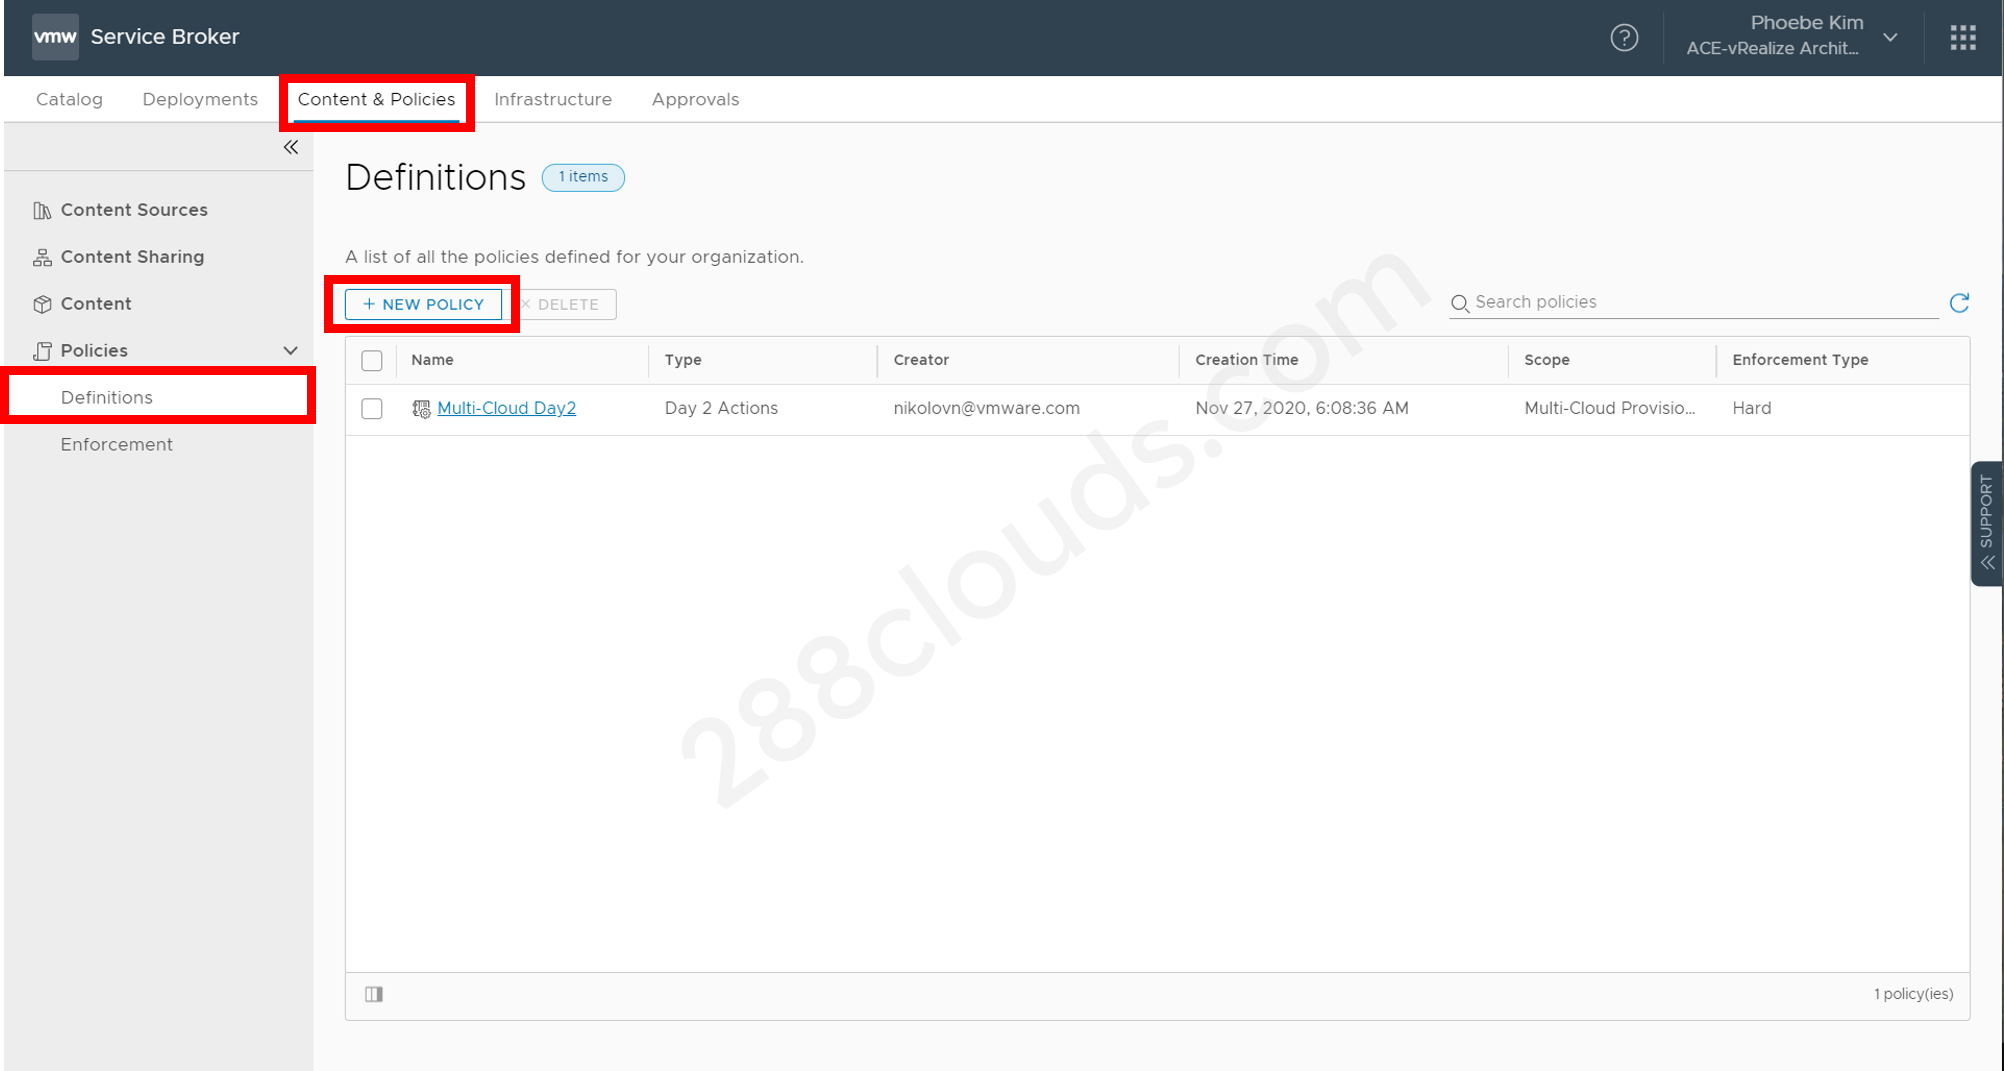 vmw Service Broker
Phoebe Kim
ACE-vRealize Archit...
Catalog Deployments Content & Policies Infrastructure Approvals
Content Sources
Content Sharing
Content
Policies
Definitions
Enforcement
Definitions 1 items
A list of all the policies defined for your organization.
+ NEW POLICY × DELETE
Search policies
Name Type Creator Creation Time Scope Enforcement Type
Multi-Cloud Day2 Day 2 Actions nikolovn@vmware.com Nov 27, 2020, 6:08:36 AM Multi-Cloud Provisio... Hard
SUPPORT
288clouds.com
1 policy(ies)